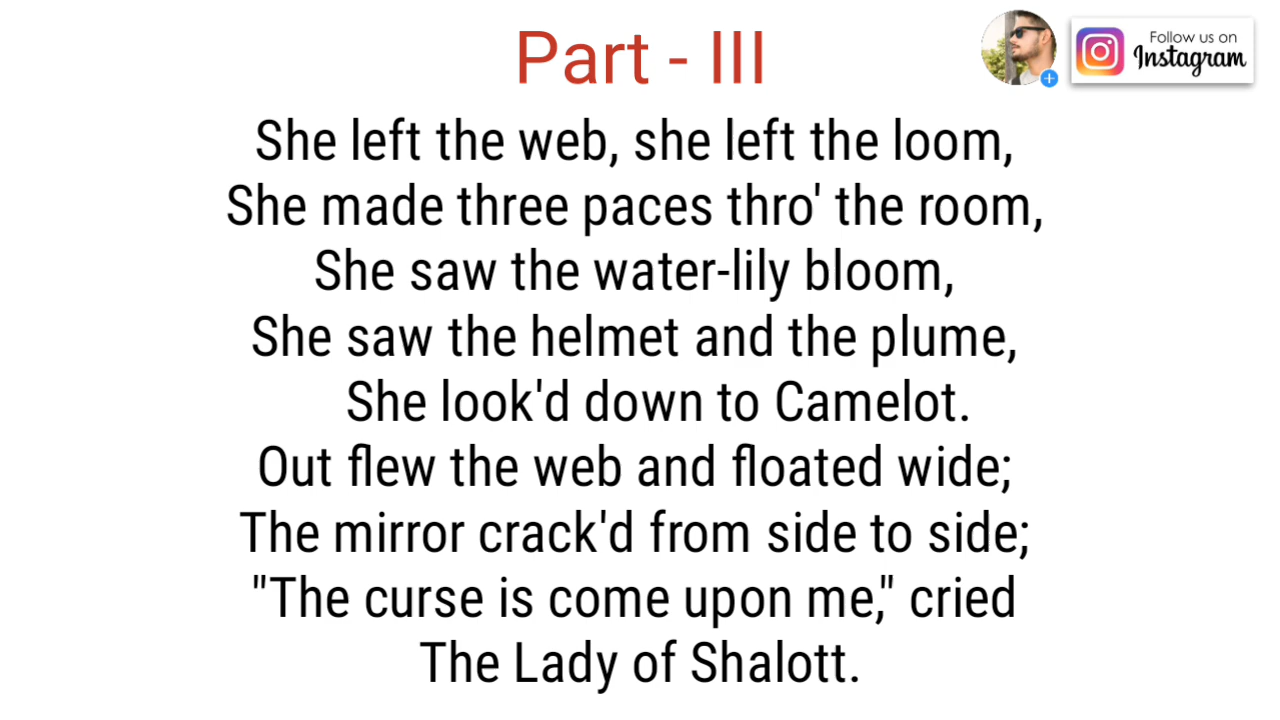 Part - III
Follow us on
Instagram
She left the web, she left the loom,
She made three paces thro' the room,
She saw the water-lily bloom,
She saw the helmet and the plume,
She look'd down to Camelot.
Out flew the web and floated wide;
The mirror crack'd from side to side;
"The curse is come upon me," cried
The Lady of Shalott.